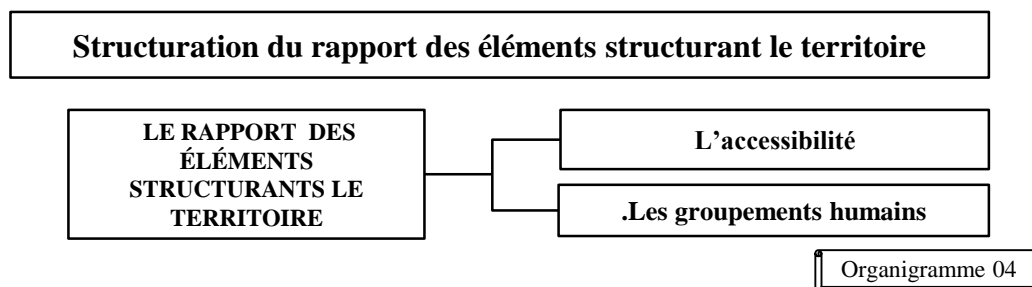 Structuration du rapport des éléments structurant le territoire
LE RAPPORT DES
ÉLÉMENTS
STRUCTURANTS LE
TERRITOIRE
L'accessibilité
.Les groupements humains
Organigramme 04